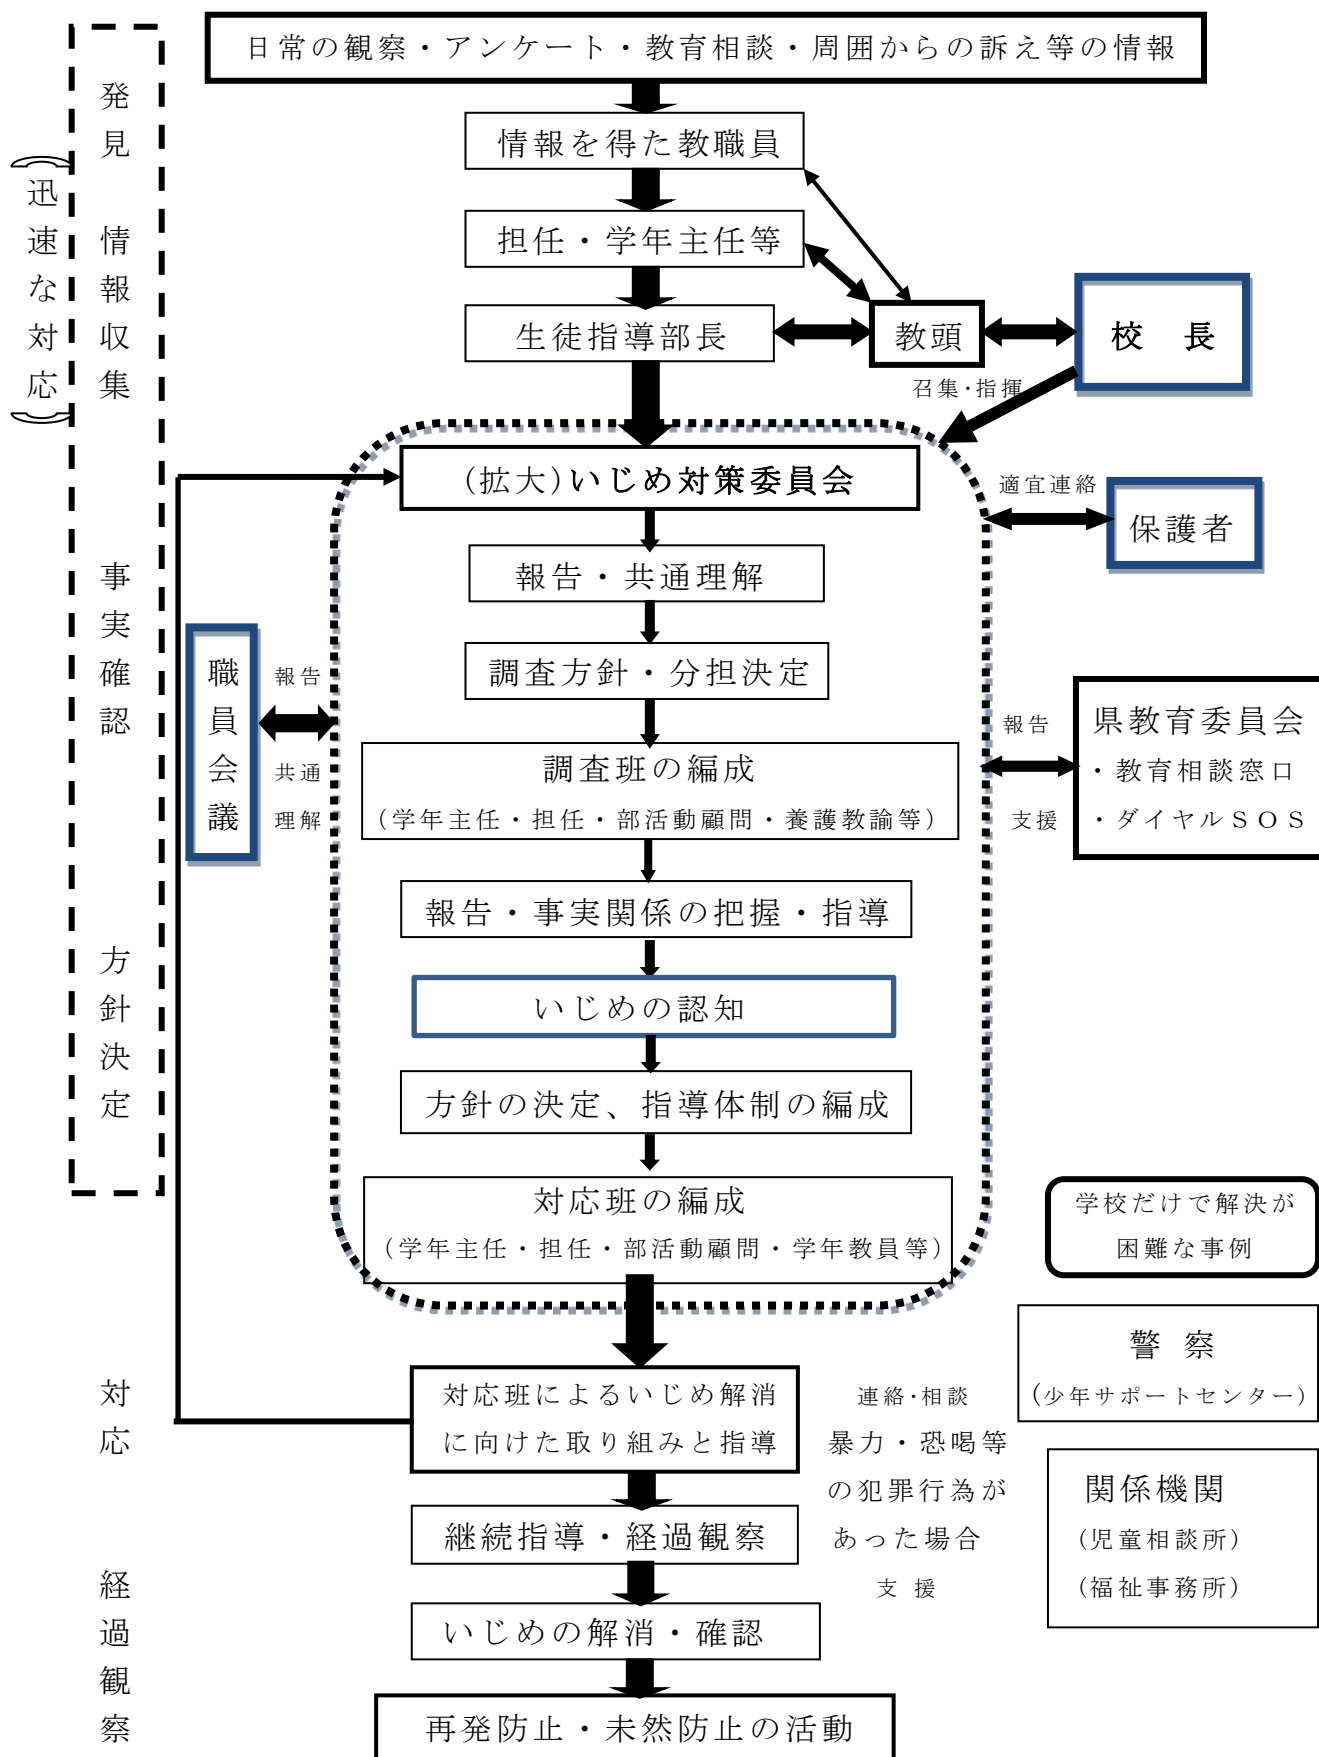 日常の観察・アンケート・教育相談・周囲からの訴え等の情報
発見　情報収集
(迅速な対応)
情報を得た教職員
担任・学年主任等
生徒指導部長
教頭
校　長
召集・指揮
(拡大)いじめ対策委員会
適宜連絡
保護者
報告・共通理解
事実確認
調査方針・分担決定
職員会議
報告
共通
理解
調査班の編成
(学年主任・担任・部活動顧問・養護教諭等)
報告
支援
県教育委員会
・教育相談窓口
・ダイヤルＳＯＳ
報告・事実関係の把握・指導
方針決定
いじめの認知
方針の決定、指導体制の編成
対応班の編成
(学年主任・担任・部活動顧問・学年教員等)
学校だけで解決が
困難な事例
警 察
(少年サポートセンター)
対応
対応班によるいじめ解消
に向けた取り組みと指導
連絡・相談
暴力・恐喝等
の犯罪行為が
あった場合
支 援
関係機関
(児童相談所)
(福祉事務所)
継続指導・経過観察
経過観察
いじめの解消・確認
再発防止・未然防止の活動